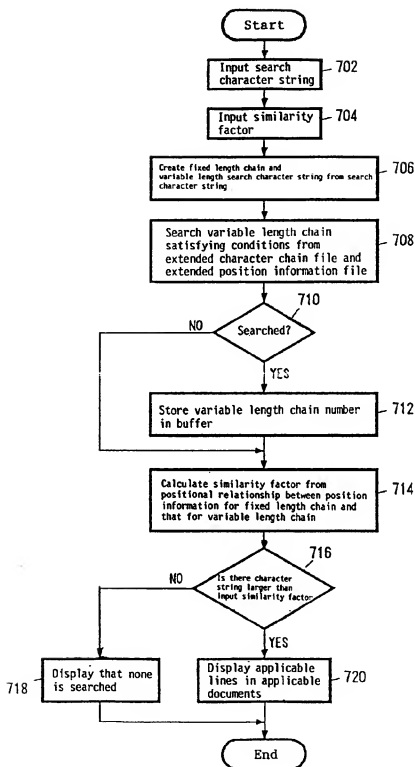 Start
Input search
character string
702
Input similarity
factor
704
Create fixed length chain and
variable length search character string from search
character string
706
Search variable length chain
satisfying conditions from
extended character chain file and
extended position information file
708
710
NO
Searched?
YES
Store variable length chain number
in buffer
712
Calculate similarity factor from
positional relationship between position
information for fixed length chain and
that for variable length chain
714
716
NO
Is there character
string larger than
input similarity factor
YES
718
Display that none
is searched
Display applicable
lines in applicable
documents
720
End